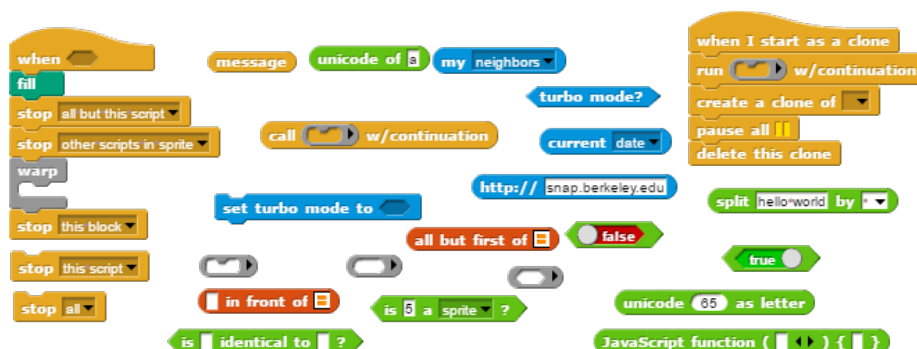 when
fill
stop all but this script
stop other scripts in sprite
warp
stop this block
stop this script
stop all
message
unicode of a
my neighbors
turbo mode?
call w/continuation
current date
http:// snap.berkeley.edu
set turbo mode to
all but first of
false
in front of
is 5 a sprite ?
is identical to ?
when I start as a clone
run w/continuation
create a clone of
pause all
delete this clone
split hello*world by *
true
unicode 65 as letter
JavaScript function ( ) { }